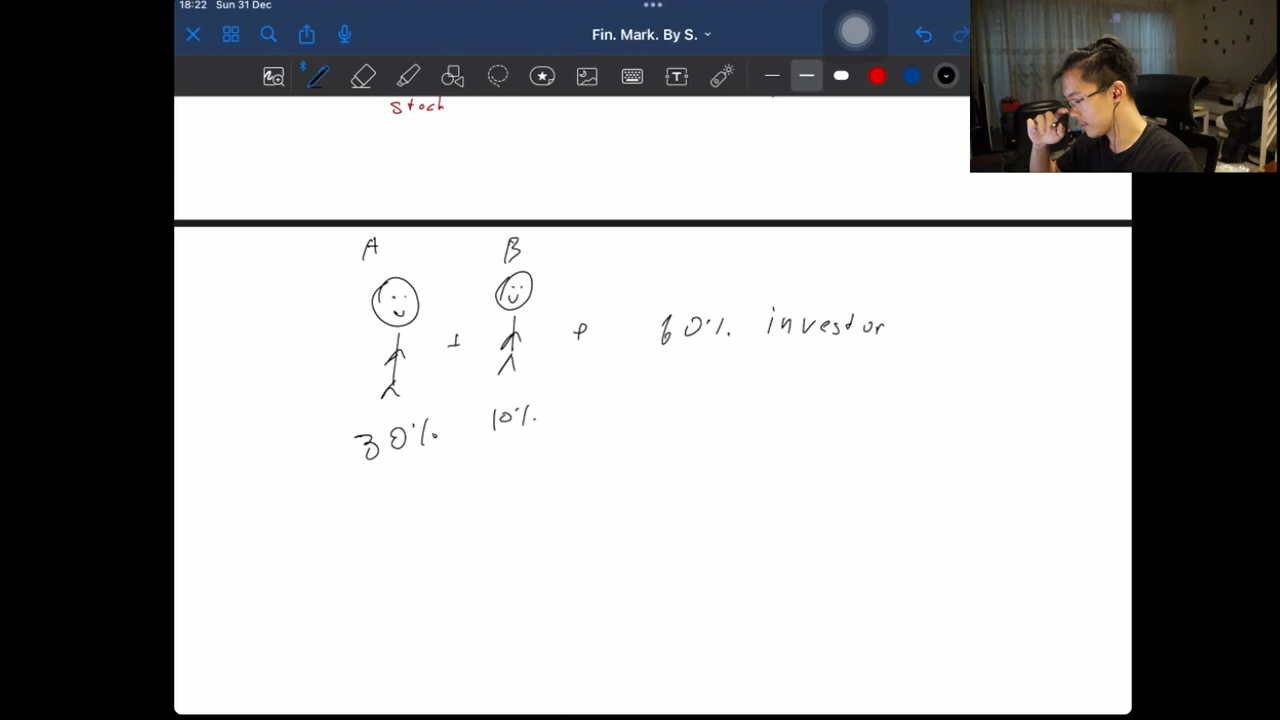 18:22 Sun 31 Dec
Fin. Mark. By S.
T
stock
A B
+ + 60% investor
30% 10%